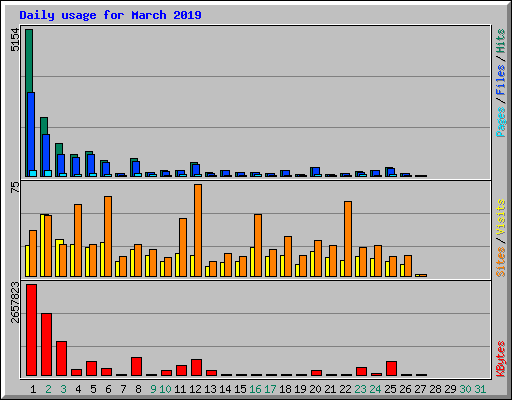 Daily usage for March 2019
5154
Pages / Files / Hits
75
Sites / Visits
2657823
KBytes
1 2 3 4 5 6 7 8 9 10 11 12 13 14 15 16 17 18 19 20 21 22 23 24 25 26 27 28 29 30 31